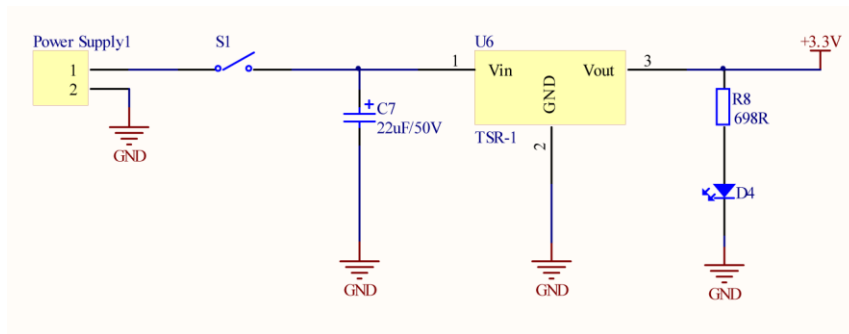 Power Supply1
1
2
GND
S1
+
C7
22uF/50V
GND
U6
1
Vin
GND
Vout
3
TSR-1
2
GND
+3.3V
R8
698R
D4
GND